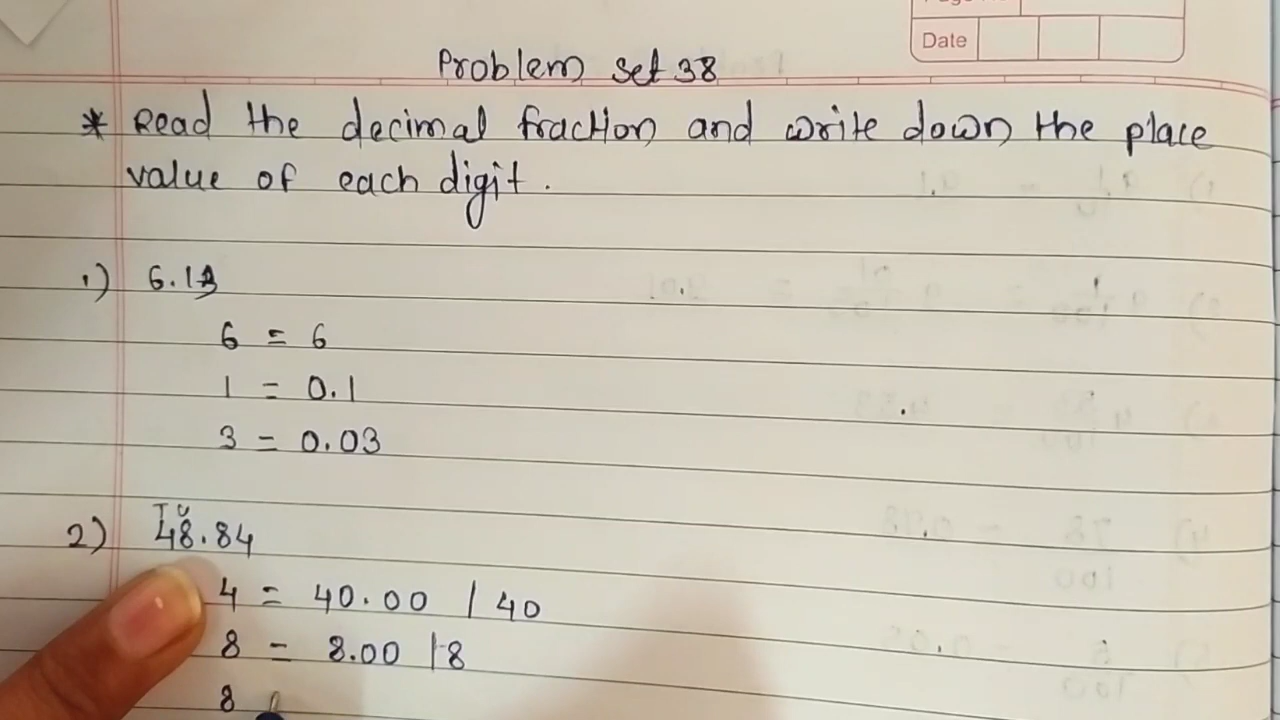 Date
Problem set 38
* Read the decimal fraction and write down the place
value of each digit.
1) 6.13
6 = 6
1 = 0.1
3 = 0.03
T U
2) 48.84
4 = 40.00 / 40
8 = 8.00 / 8
8